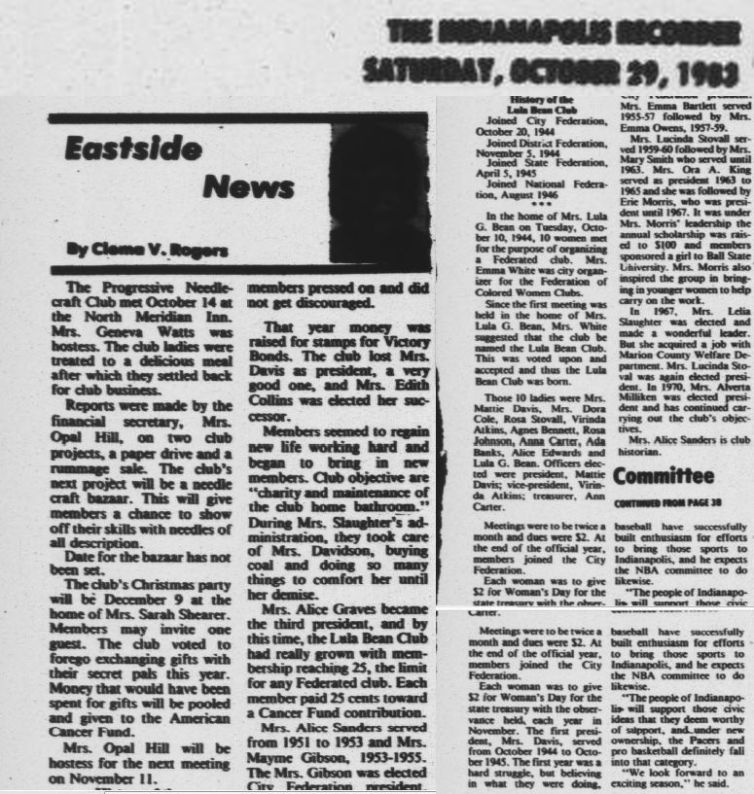 THE INDIANAPOLIS RECORDER
SATURDAY, OCTOBER 29, 1983
Eastside
News
By Clema V. Rogers
The Progressive Needle-
craft Club met October 14 at
the North Meridian Inn.
Mrs. Geneva Watts was
hostess. The club ladies were
treated to a delicious meal
after which they settled back
for club business.
Reports were made by the
financial secretary, Mrs.
Opal Hill, on two club
projects, a paper drive and a
rummage sale. The club's
next project will be a needle
craft bazaar. This will give
members a chance to show
off their skills with needles of
all description.
Date for the bazaar has not
been set.
The club's Christmas party
will be December 9 at the
home of Mrs. Sarah Shearer.
Members may invite one
guest. The club voted to
forego exchanging gifts with
their secret pals this year.
Money that would have been
spent for gifts will be pooled
and given to the American
Cancer Fund.
Mrs. Opal Hill will be
hostess for the next meeting
on November 11.
History of the
Lula Bean Club
Joined City Federation,
October 20, 1944
Joined District Federation,
November 5, 1944
Joined State Federation,
April 5, 1945
Joined National Federa-
tion, August 1946
***
In the home of Mrs. Lula
G. Bean on Tuesday, Octo-
ber 10, 1944, 10 women met
for the purpose of organizing
a Federated club. Mrs.
Emma White was city organ-
izer for the Federation of
Colored Women Clubs.
Since the first meeting was
held in the home of Mrs.
Lula G. Bean, Mrs. White
suggested that the club be
named the Lula Bean Club.
This was voted upon and
accepted and thus the Lula
Bean Club was born.
Those 10 ladies were Mrs.
Mattie Davis, Mrs. Dora
Cole, Rosa Stovall, Virinda
Atkins, Agnes Bennett, Rosa
Johnson, Anna Carter, Ada
Banks, Alice Edwards and
Lula G. Bean. Officers elec-
ted were president, Mattie
Davis; vice-president, Virin-
da Atkins; treasurer, Ann
Carter.
Meetings were to be twice a
month and dues were $2. At
the end of the official year,
members joined the City
Federation.
Each woman was to give
$2 for Woman's Day for the
state treasury with the obser-
Carter.
Meetings were to be twice a
month and dues were $2. At
the end of the official year,
members joined the City
Federation.
Each woman was to give
$2 for Woman's Day for the
state treasury with the obser-
vance held, each year in
November. The first presi-
dent, Mrs. Davis, served
from October 1944 to Octo-
ber 1945. The first year was a
hard struggle, but believing
in what they were doing,
members pressed on and did
not get discouraged.
That year money was
raised for stamps for Victory
Bonds. The club lost Mrs.
Davis as president, a very
good one, and Mrs. Edith
Collins was elected her suc-
cessor.
Members seemed to regain
new life working hard and
began to bring in new
members. Club objective are
"charity and maintenance of
the club home bathroom."
During Mrs. Slaughter's ad-
ministration, they took care
of Mrs. Davidson, buying
coal and doing so many
things to comfort her until
her demise.
Mrs. Alice Graves became
the third president, and by
this time, the Lula Bean Club
had really grown with mem-
bership reaching 25, the limit
for any Federated club. Each
member paid 25 cents toward
a Cancer Fund contribution.
Mrs. Alice Sanders served
from 1951 to 1953 and Mrs.
Mayme Gibson, 1953-1955.
The Mrs. Gibson was elected
City Federation president.
City Federation president.
Mrs. Emma Bartlett served
1955-57 followed by Mrs.
Emma Owens, 1957-59.
Mrs. Lucinda Stovall ser-
ved 1959-60 followed by Mrs.
Mary Smith who served until
1963. Mrs. Ora A. King
served as president 1963 to
1965 and she was followed by
Erie Morris, who was presi-
dent until 1967. It was under
Mrs. Morris' leadership the
annual scholarship was rais-
ed to $100 and members
sponsored a girl to Ball State
University. Mrs. Morris also
inspired the group in bring-
ing in younger women to help
carry on the work.
In 1967, Mrs. Lelia
Slaughter was elected and
made a wonderful leader.
But she acquired a job with
Marion County Welfare De-
partment. Mrs. Lucinda Sto-
val was again elected presi-
dent. In 1970, Mrs. Alverta
Milliken was elected presi-
dent and has continued car-
rying out the club's objec-
tives.
Mrs. Alice Sanders is club
historian.
Committee
CONTINUED FROM PAGE 38
baseball have successfully
built enthusiasm for efforts
to bring those sports to
Indianapolis, and he expects
the NBA committee to do
likewise.
"The people of Indianapo-
lis will support those civic
baseball have successfully
built enthusiasm for efforts
to bring those sports to
Indianapolis, and he expects
the NBA committee to do
likewise.
"The people of Indianapo-
lis will support those civic
ideas that they deem worthy
of support, and under new
ownership, the Pacers and
pro basketball definitely fall
into that category.
"We look forward to an
exciting season," he said.